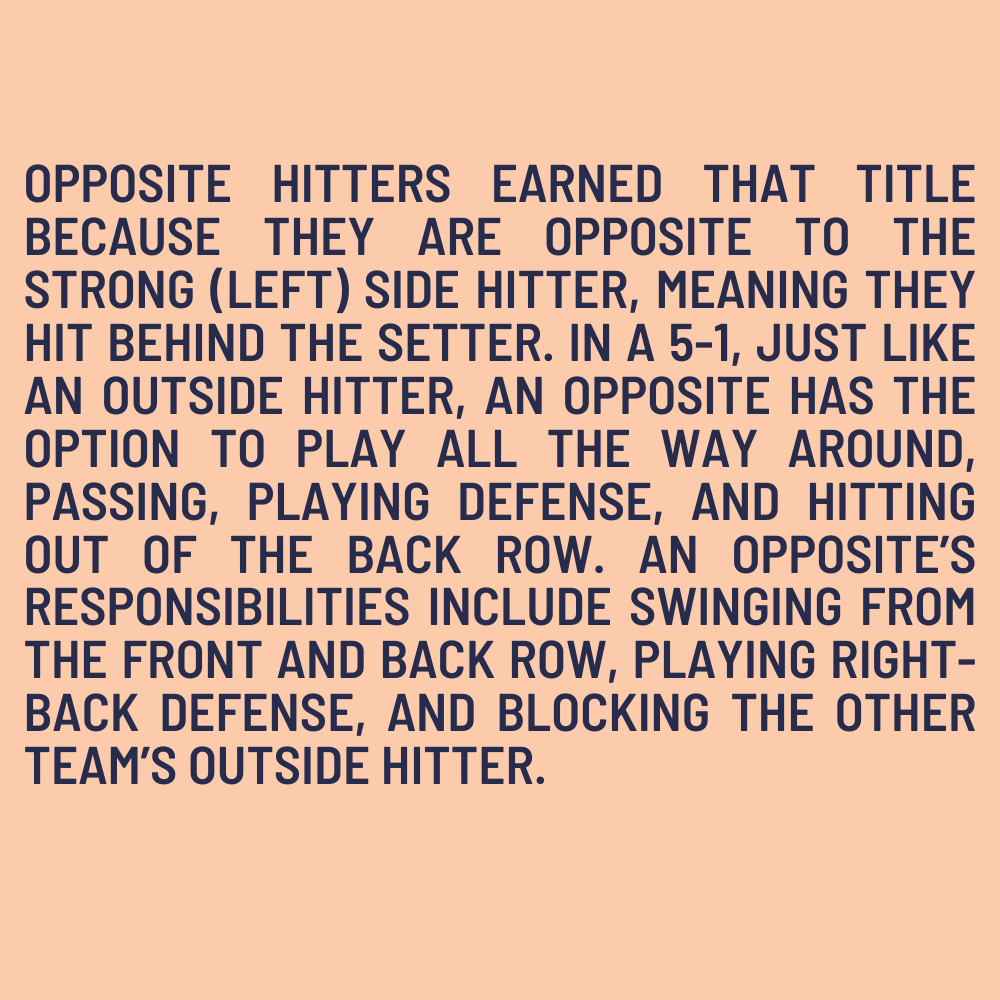 OPPOSITE HITTERS EARNED THAT TITLE
BECAUSE THEY ARE OPPOSITE TO THE
STRONG (LEFT) SIDE HITTER, MEANING THEY
HIT BEHIND THE SETTER. IN A 5-1, JUST LIKE
AN OUTSIDE HITTER, AN OPPOSITE HAS THE
OPTION TO PLAY ALL THE WAY AROUND,
PASSING, PLAYING DEFENSE, AND HITTING
OUT OF THE BACK ROW. AN OPPOSITE’S
RESPONSIBILITIES INCLUDE SWINGING FROM
THE FRONT AND BACK ROW, PLAYING RIGHT-
BACK DEFENSE, AND BLOCKING THE OTHER
TEAM’S OUTSIDE HITTER.